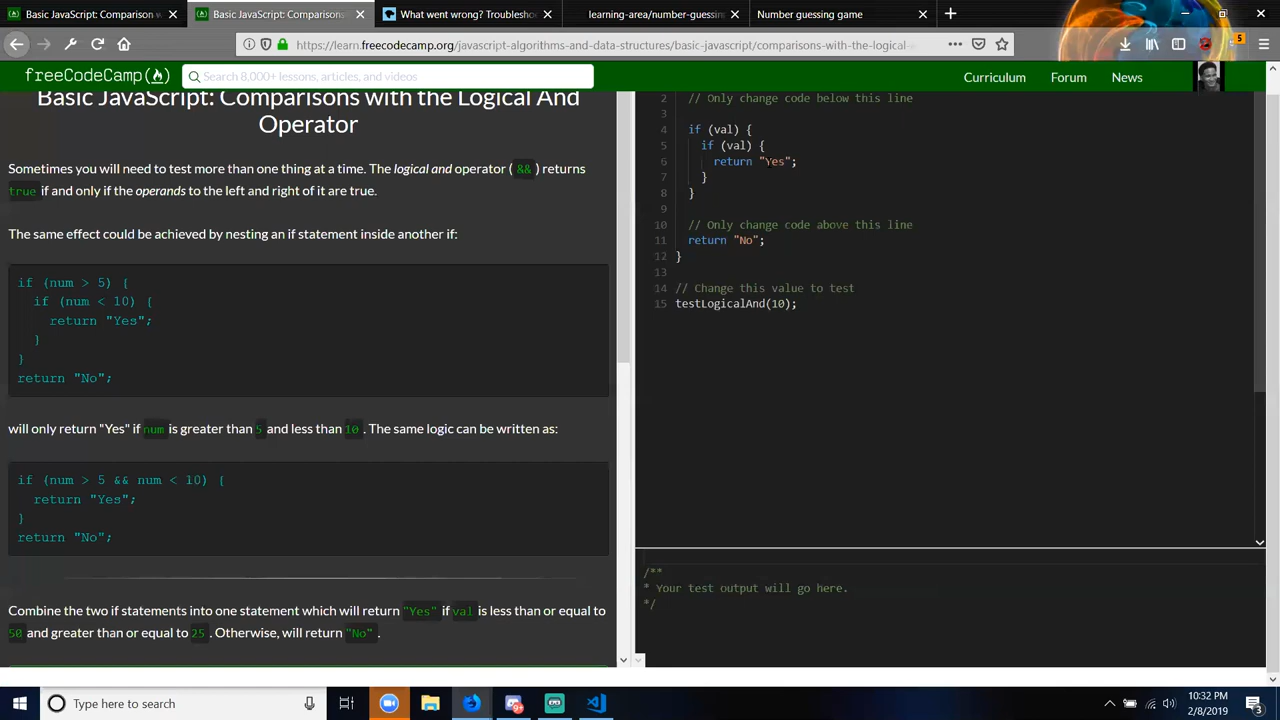 Basic JavaScript: Comparison w
Basic JavaScript: Comparisons
What went wrong? Troublesho
learning-area/number-guessin
Number guessing game
https://learn.freecodecamp.org/javascript-algorithms-and-data-structures/basic-javascript/comparisons-with-the-logical-a
5
freeCodeCamp
Search 8,000+ lessons, articles, and videos
Curriculum
Forum
News
Basic JavaScript: Comparisons with the Logical And
Operator
Sometimes you will need to test more than one thing at a time. The logical and operator ( && ) returns
true if and only if the operands to the left and right of it are true.
The same effect could be achieved by nesting an if statement inside another if:
if (num > 5) {
if (num < 10) {
return "Yes";
}
}
return "No";
will only return "Yes" if num is greater than 5 and less than 10 . The same logic can be written as:
if (num > 5 && num < 10) {
return "Yes";
}
return "No";
Combine the two if statements into one statement which will return "Yes" if val is less than or equal to
50 and greater than or equal to 25 . Otherwise, will return "No" .
2 // Only change code below this line
3
4 if (val) {
5 if (val) {
6 return "Yes";
7 }
8 }
9
10 // Only change code above this line
11 return "No";
12 }
13
14 // Change this value to test
15 testLogicalAnd(10);
/**
* Your test output will go here.
*/
Type here to search
10:32 PM
2/8/2019
3